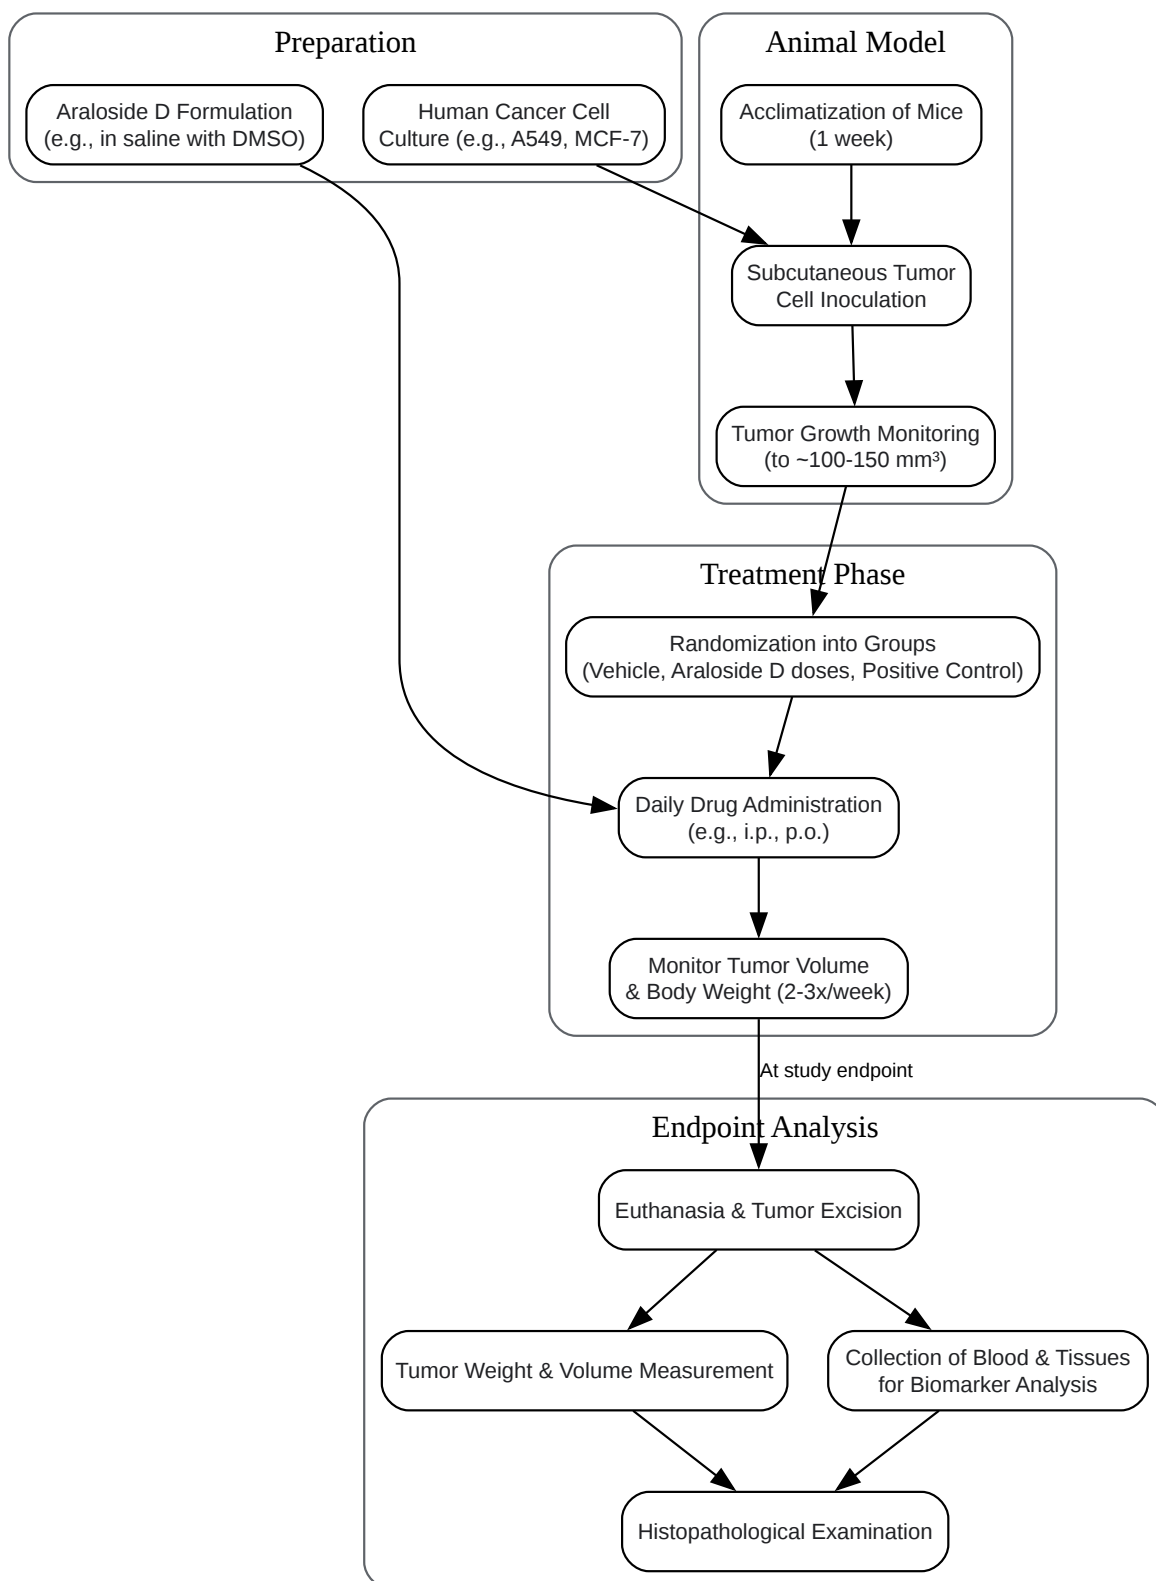 Preparation
Araloside D Formulation
(e.g., in saline with DMSO)
Human Cancer Cell
Culture (e.g., A549, MCF-7)
Animal Model
Acclimatization of Mice
(1 week)
Subcutaneous Tumor
Cell Inoculation
Tumor Growth Monitoring
(to ~100-150 mm³)
Treatment Phase
Randomization into Groups
(Vehicle, Araloside D doses, Positive Control)
Daily Drug Administration
(e.g., i.p., p.o.)
Monitor Tumor Volume
& Body Weight (2-3x/week)
At study endpoint
Endpoint Analysis
Euthanasia & Tumor Excision
Tumor Weight & Volume Measurement
Collection of Blood & Tissues
for Biomarker Analysis
Histopathological Examination